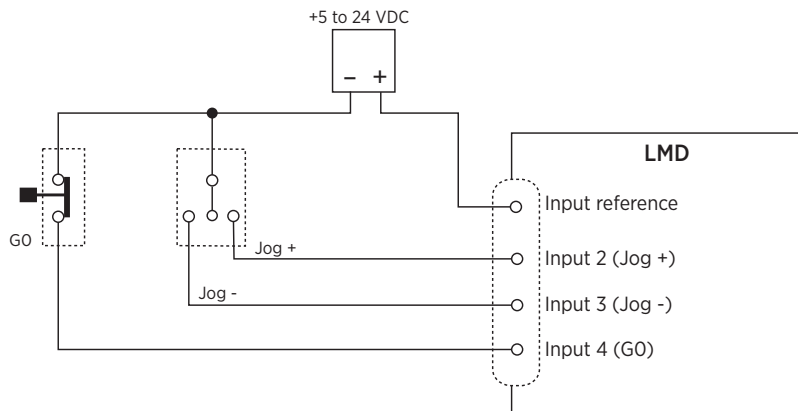 +5 to 24 VDC
– +
LMD
Input reference
G0
Jog +
Input 2 (Jog +)
Jog -
Input 3 (Jog -)
Input 4 (G0)